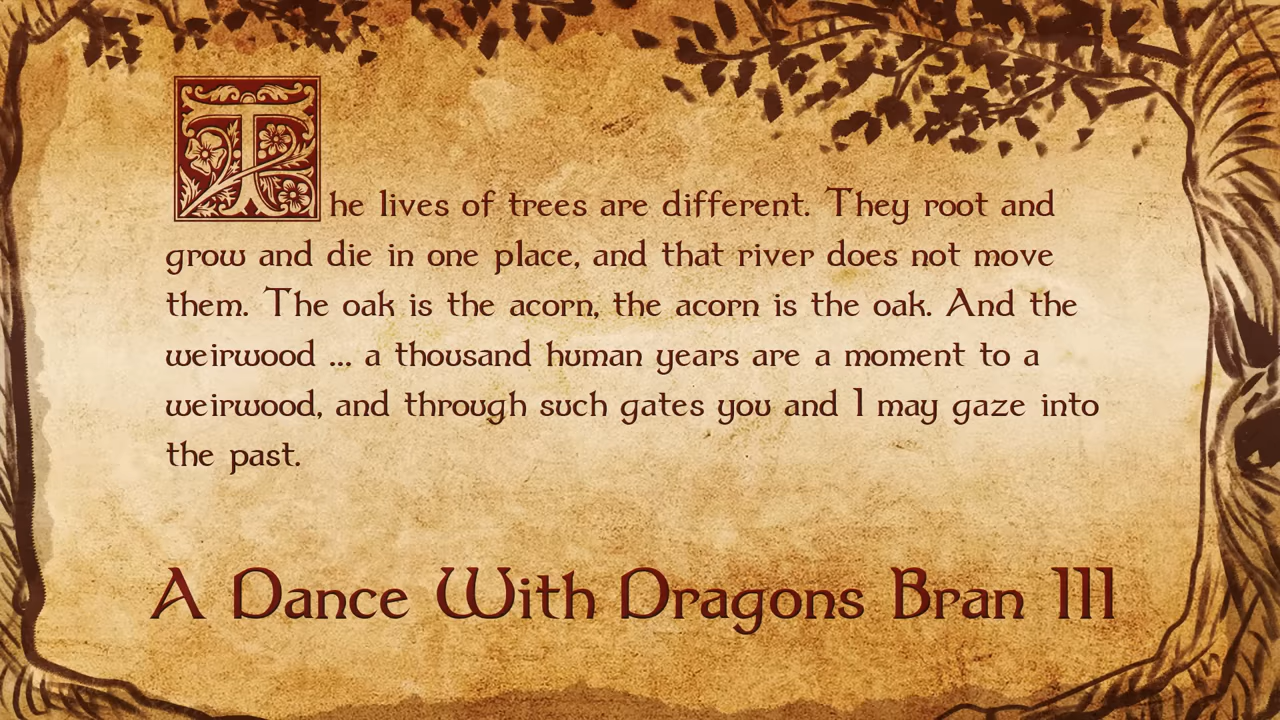 The lives of trees are different. They root and
grow and die in one place, and that river does not move
them. The oak is the acorn, the acorn is the oak. And the
weirwood ... a thousand human years are a moment to a
weirwood, and through such gates you and I may gaze into
the past.
A Dance With Dragons Bran III